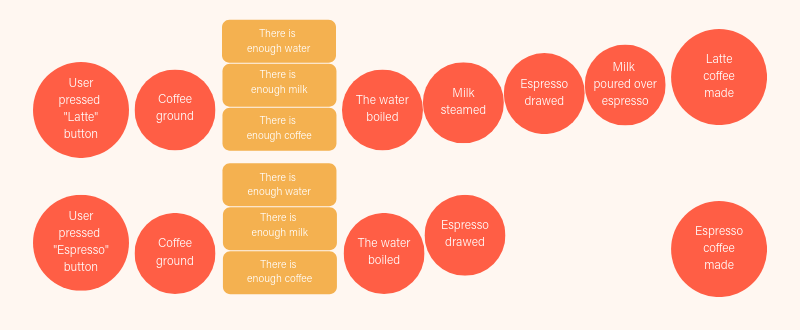 User
pressed
"Latte"
button
Coffee
ground
There is
enough water
There is
enough milk
There is
enough coffee
The water
boiled
Milk
steamed
Espresso
drawed
Milk
poured over
espresso
Latte
coffee
made
User
pressed
"Espresso"
button
Coffee
ground
There is
enough water
There is
enough milk
There is
enough coffee
The water
boiled
Espresso
drawed
Espresso
coffee
made